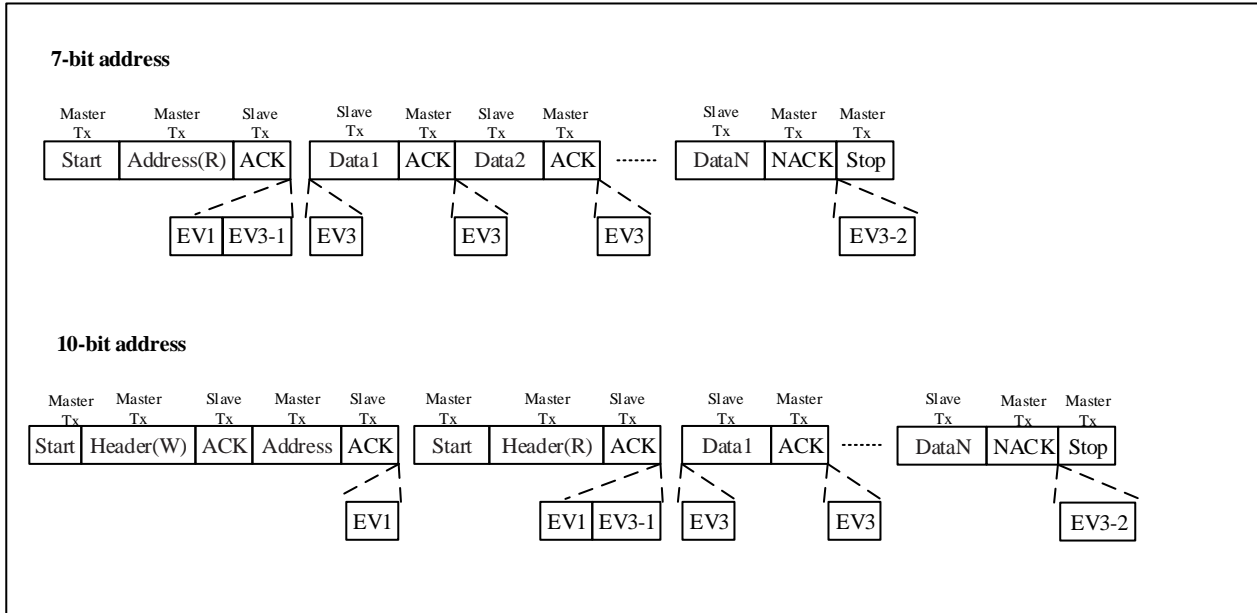 7-bit address
Master Master Slave Slave Master Slave Master Slave Master Master
Tx Tx Tx Tx Tx Tx Tx Tx Tx Tx
Start Address(R) ACK Data1 ACK Data2 ACK ........ DataN NACK Stop
EV1 EV3-1 EV3 EV3 EV3 EV3-2
10-bit address
Master Master Slave Master Slave Master Master Slave Slave Master Slave Master Master
Tx Tx Tx Tx Tx Tx Tx Tx Tx Tx Tx Tx Tx
Start Header(W) ACK Address ACK Start Header(R) ACK Data1 ACK ........ DataN NACK Stop
EV1 EV1 EV3-1 EV3 EV3 EV3-2